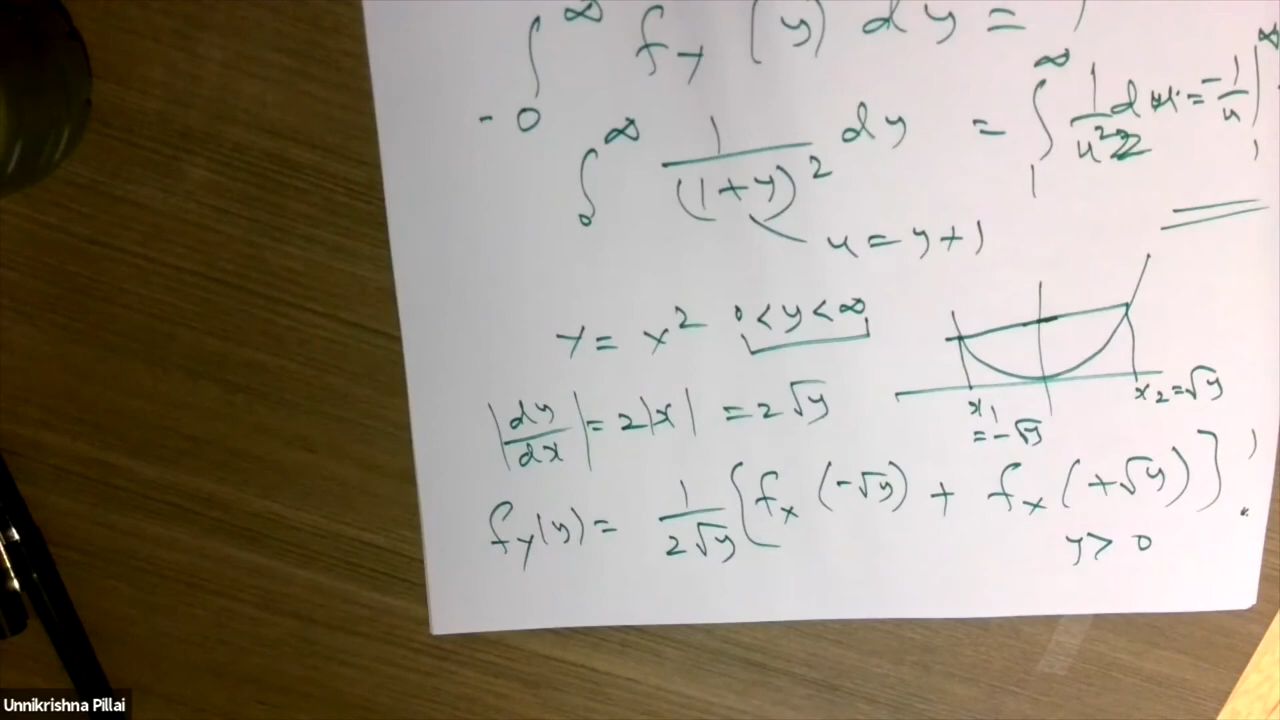 ∫_{-∞}^{∞} f_Y (y) dy = 1
∫_0^∞ 1/(1+y)^2 dy = ∫_1^∞ 1/u^2 du = -1/u |_1^∞
u = y+1
Y = X^2 0<y<∞
|dy/dx| = 2|x| = 2√y
x_1 = -√y
x_2 = √y
f_Y(y) = 1/(2√y) { f_X (-√y) + f_X (+√y) },
y > 0
Unnikrishna Pillai